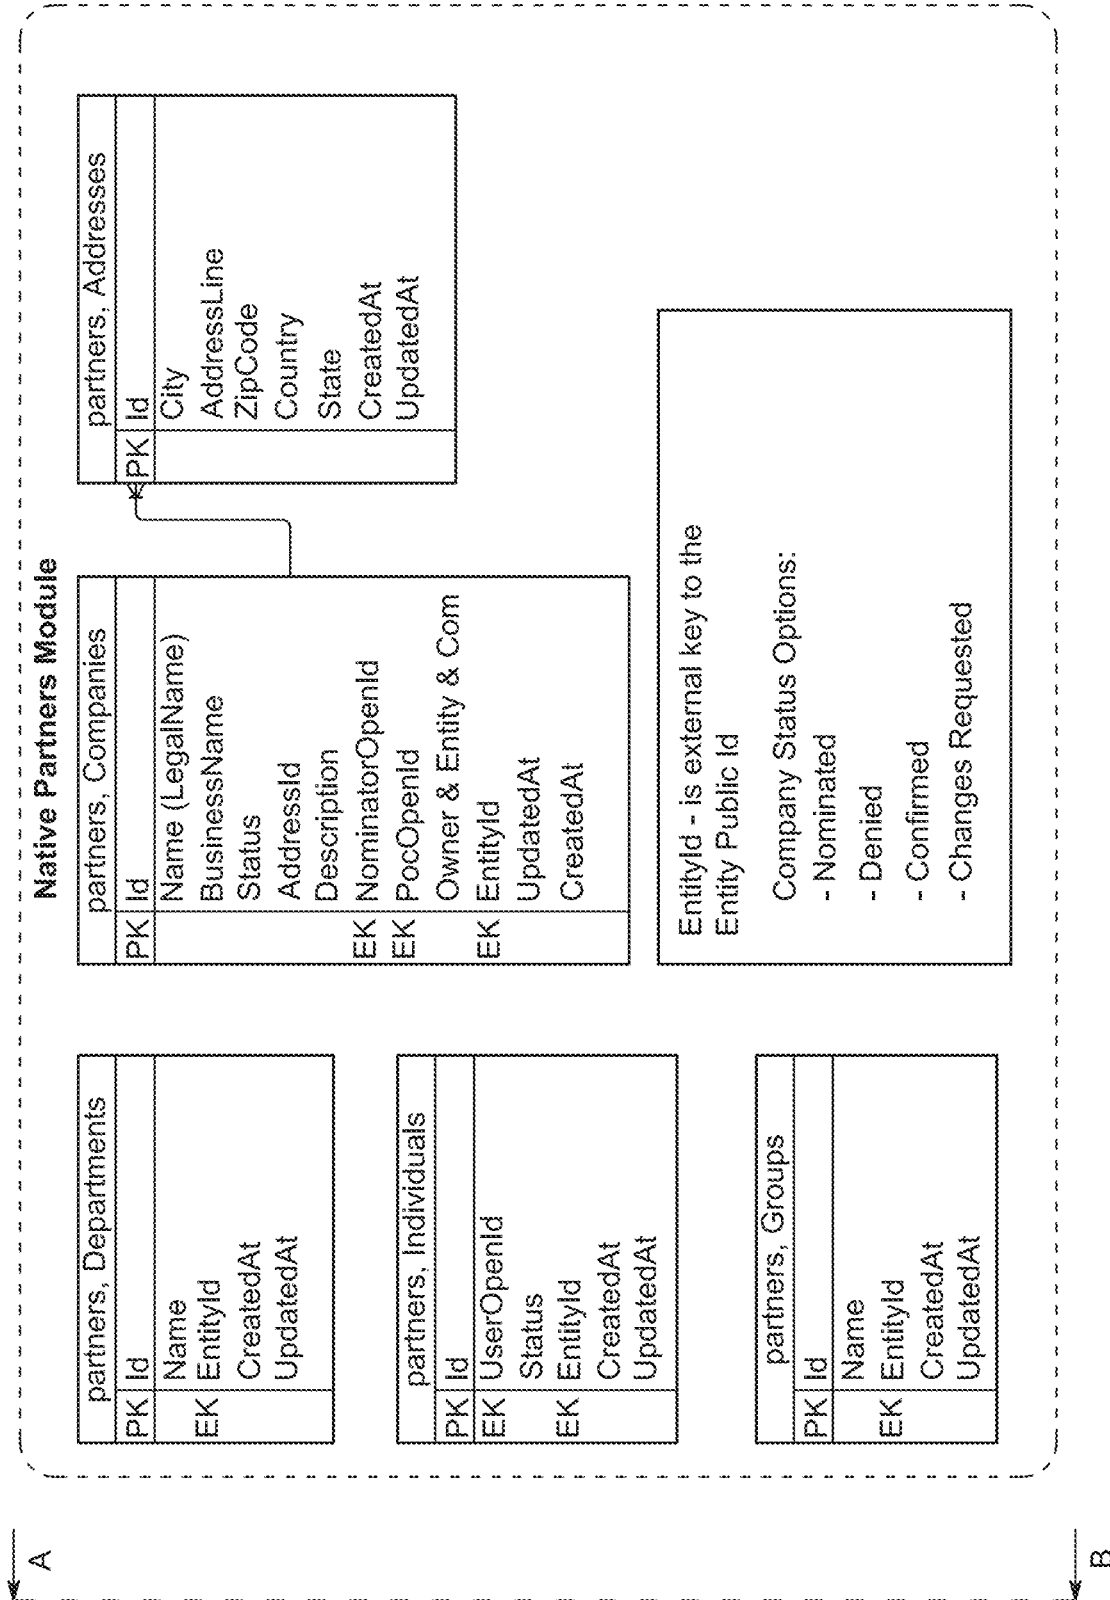 Native Partners Module
partners, Departments
PK Id
Name
EK EntityId
CreatedAt
UpdatedAt
partners, Individuals
PK Id
EK UserOpenId
Status
EK EntityId
CreatedAt
UpdatedAt
partners, Groups
PK Id
Name
EK EntityId
CreatedAt
UpdatedAt
partners, Companies
PK Id
Name (LegalName)
BusinessName
Status
AddressId
Description
EK NominatorOpenId
EK PocOpenId
Owner & Entity & Com
EK EntityId
UpdatedAt
CreatedAt
EntityId - is external key to the
Entity Public Id
Company Status Options:
- Nominated
- Denied
- Confirmed
- Changes Requested
partners, Addresses
PK Id
City
AddressLine
ZipCode
Country
State
CreatedAt
UpdatedAt
A
B